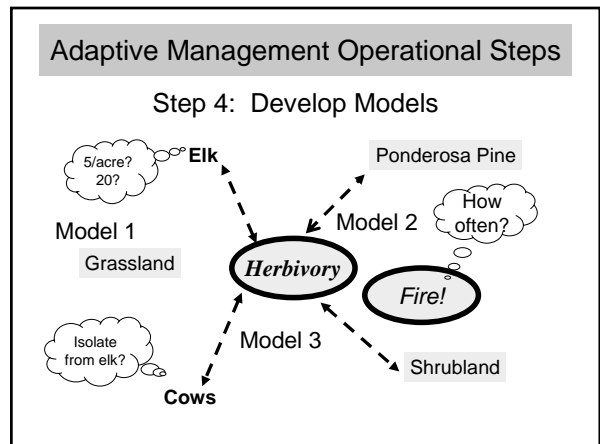 Adaptive Management Operational Steps
Step 4: Develop Models
5/acre?
20?
Elk
Ponderosa Pine
How
often?
Model 1
Model 2
Grassland
Herbivory
Fire!
Isolate
from elk?
Model 3
Shrubland
Cows